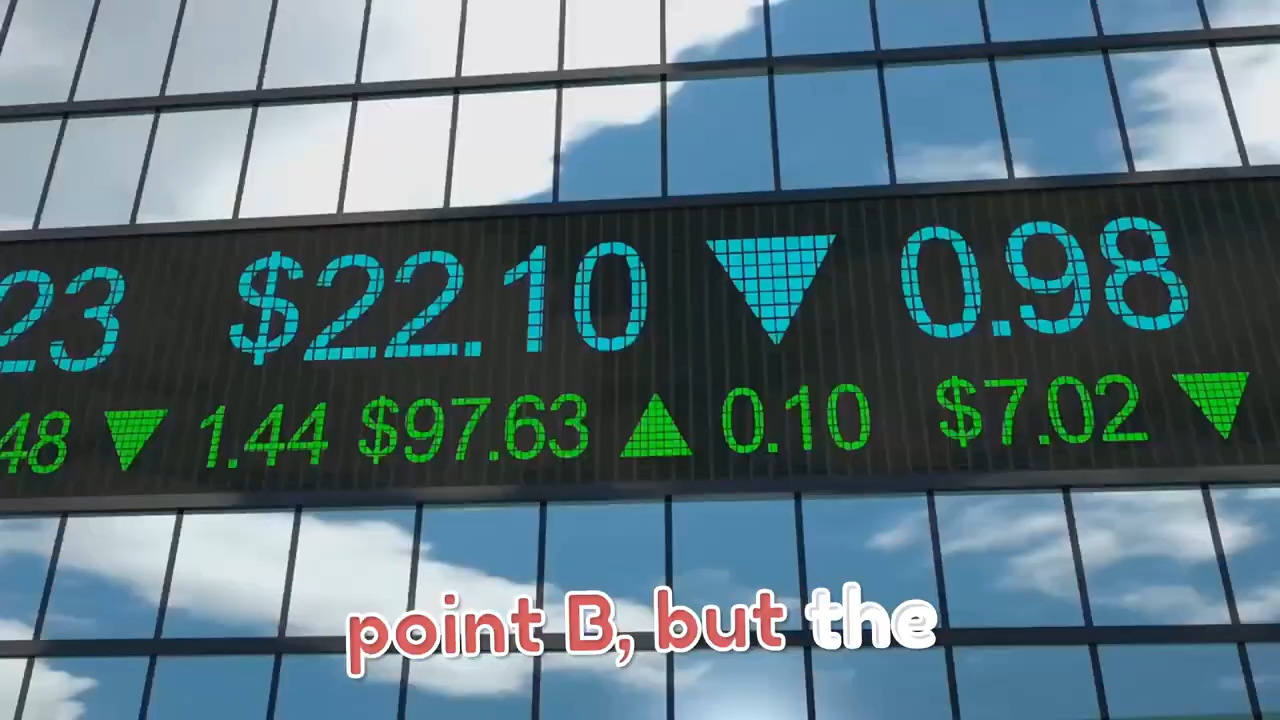 23 $22.10 ▼ 0.98
48 ▼ 1.44 $97.63 ▲ 0.10 $7.02 ▼
point B, but the